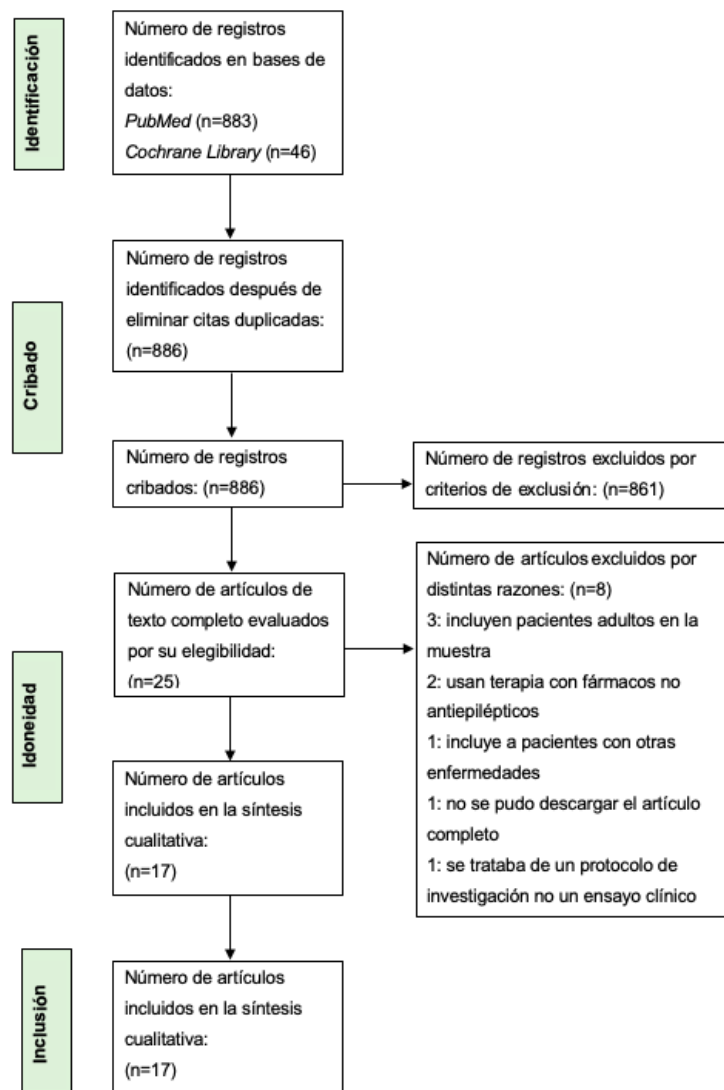 Identificación
Número de registros
identificados en bases de
datos:
PubMed (n=883)
Cochrane Library (n=46)
Cribado
Número de registros
identificados después de
eliminar citas duplicadas:
(n=886)
Número de registros
cribados: (n=886)
Número de registros excluidos por
criterios de exclusión: (n=861)
Idoneidad
Número de artículos de
texto completo evaluados
por su elegibilidad:
(n=25)
Número de artículos excluidos por
distintas razones: (n=8)
3: incluyen pacientes adultos en la
muestra
2: usan terapia con fármacos no
antiepilépticos
1: incluye a pacientes con otras
enfermedades
1: no se pudo descargar el artículo
completo
1: se trataba de un protocolo de
investigación no un ensayo clínico
Número de artículos
incluidos en la síntesis
cualitativa:
(n=17)
Inclusión
Número de artículos
incluidos en la síntesis
cualitativa:
(n=17)